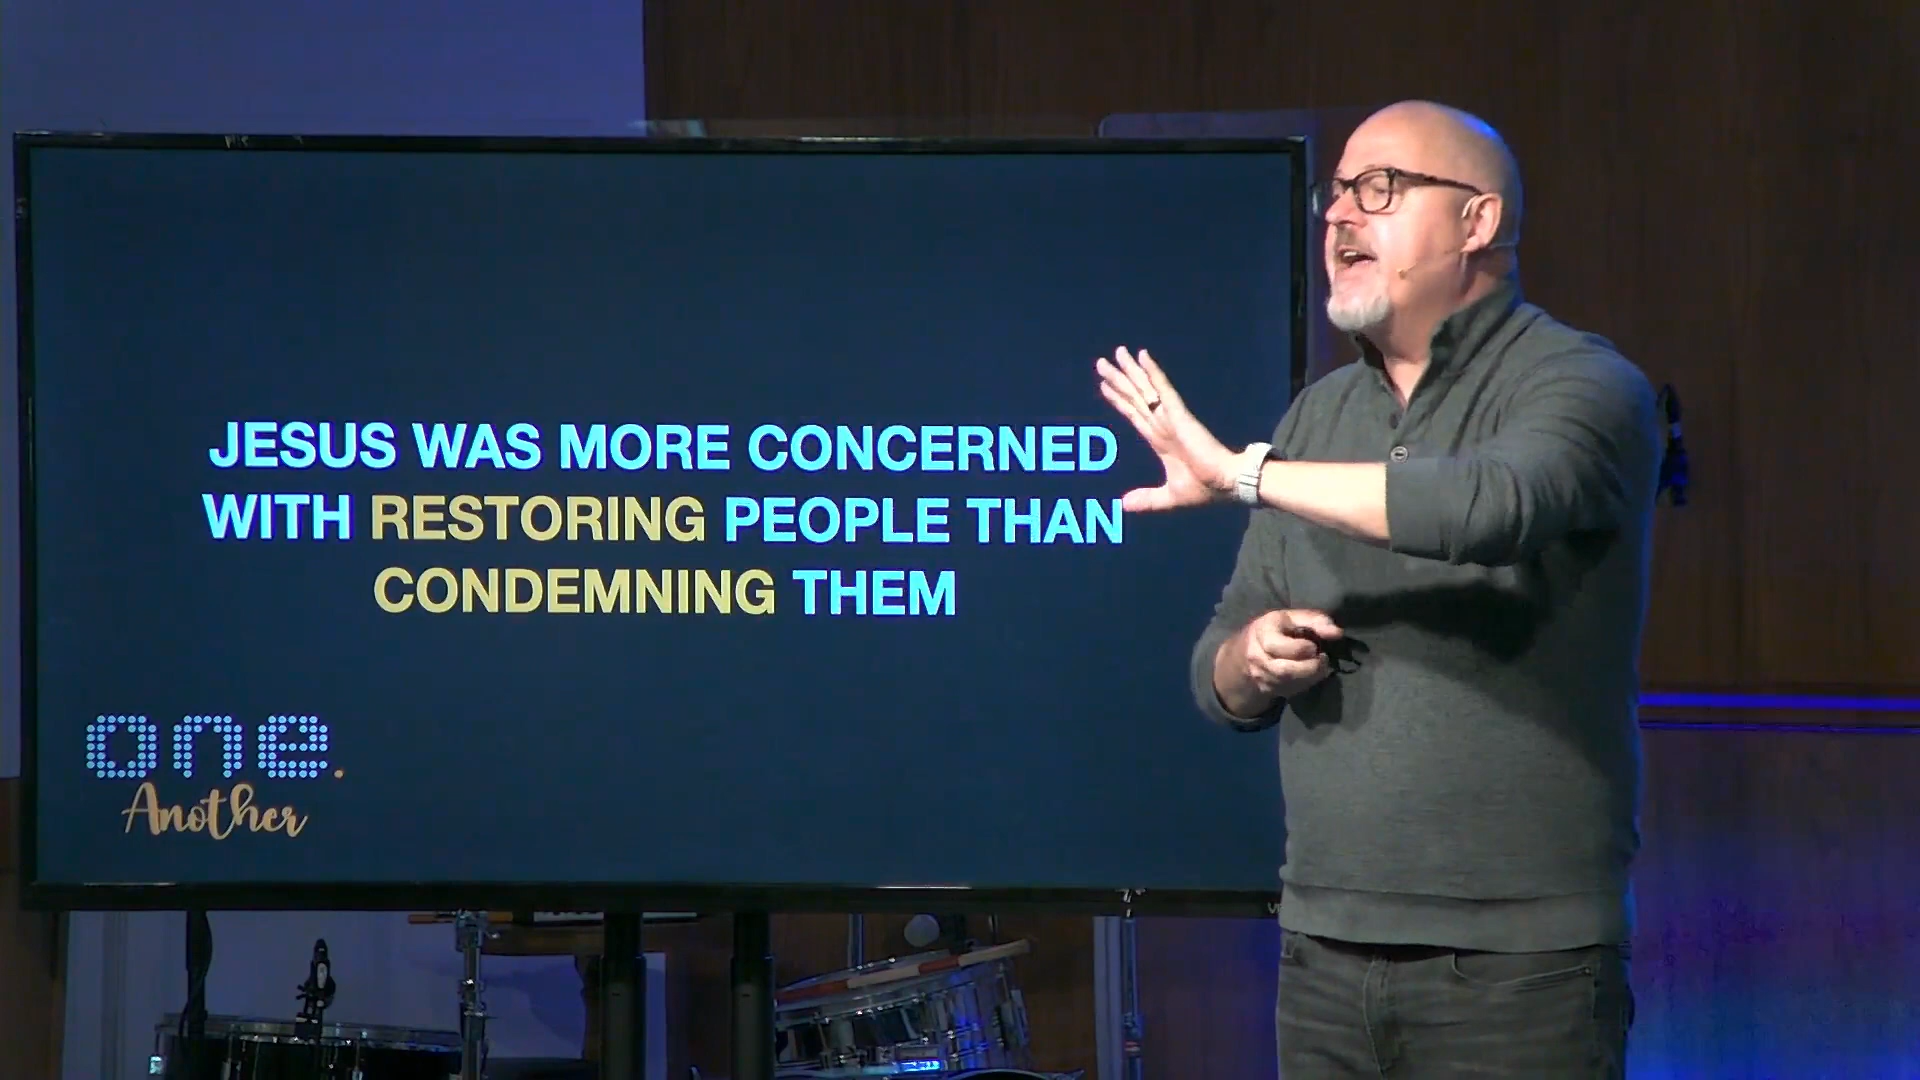 JESUS WAS MORE CONCERNED
WITH RESTORING PEOPLE THAN
CONDEMNING THEM
one.
Another